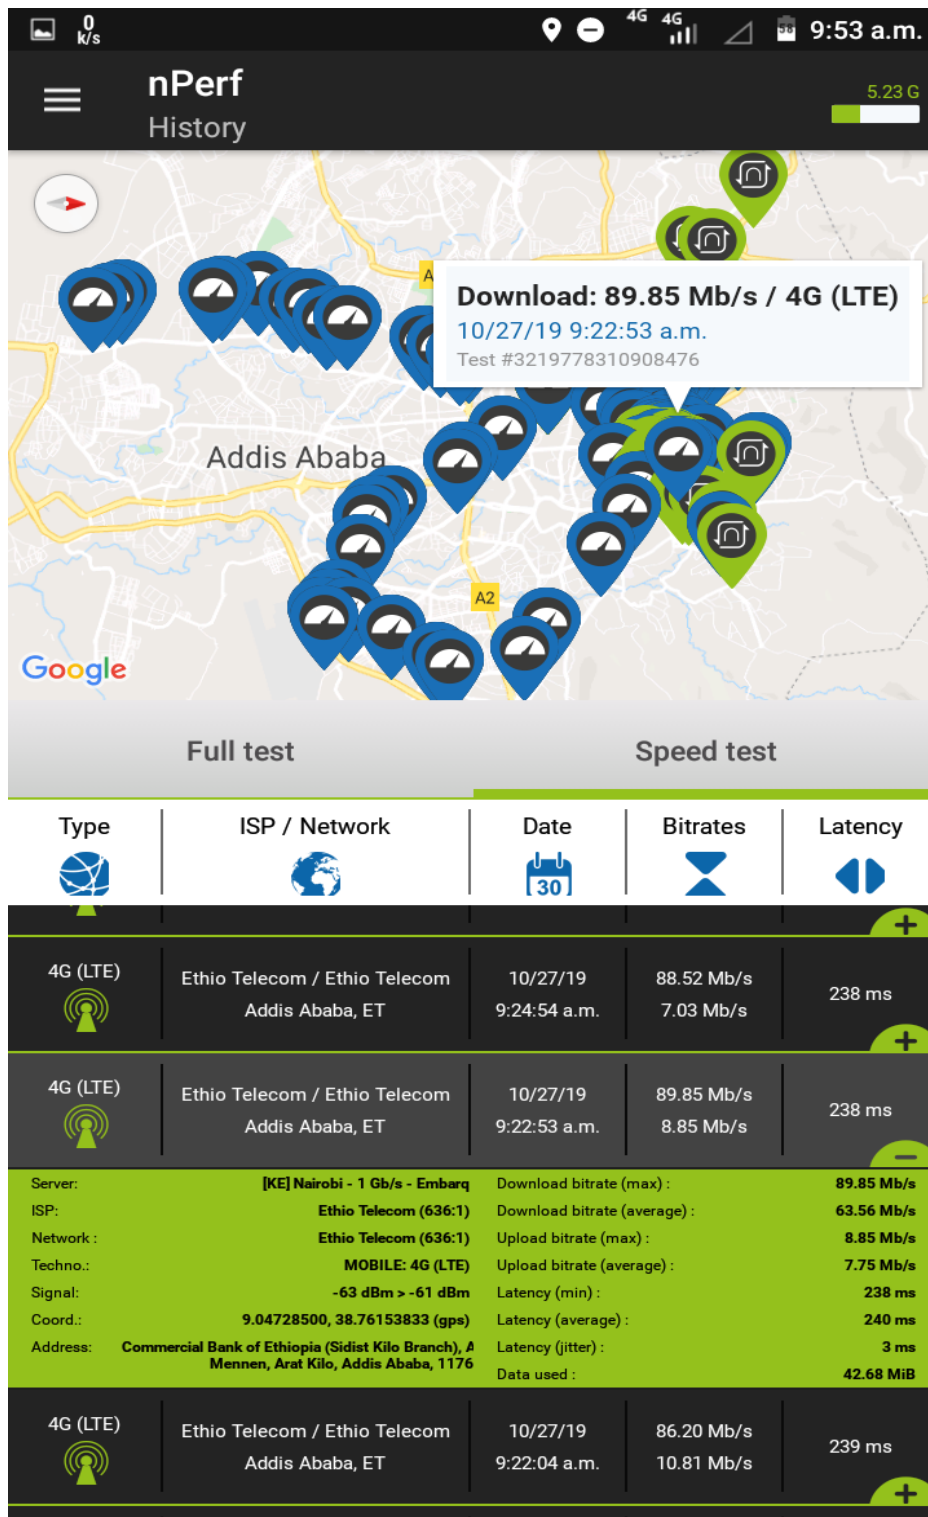 0
k/s
4G 4G 58 9:53 a.m.
nPerf
History
5.23 G
A
Download: 89.85 Mb/s / 4G (LTE)
10/27/19 9:22:53 a.m.
Test #3219778310908476
Addis Ababa
A2
Google
Full test Speed test
Type ISP / Network Date Bitrates Latency
30
+
4G (LTE) Ethio Telecom / Ethio Telecom 10/27/19 88.52 Mb/s 238 ms
Addis Ababa, ET 9:24:54 a.m. 7.03 Mb/s
+
4G (LTE) Ethio Telecom / Ethio Telecom 10/27/19 89.85 Mb/s 238 ms
Addis Ababa, ET 9:22:53 a.m. 8.85 Mb/s
−
Server: [KE] Nairobi - 1 Gb/s - Embarq Download bitrate (max) : 89.85 Mb/s
ISP: Ethio Telecom (636:1) Download bitrate (average) : 63.56 Mb/s
Network : Ethio Telecom (636:1) Upload bitrate (max) : 8.85 Mb/s
Techno.: MOBILE: 4G (LTE) Upload bitrate (average) : 7.75 Mb/s
Signal: -63 dBm > -61 dBm Latency (min) : 238 ms
Coord.: 9.04728500, 38.76153833 (gps) Latency (average) : 240 ms
Address: Commercial Bank of Ethiopia (Sidist Kilo Branch), A Latency (jitter) : 3 ms
Mennen, Arat Kilo, Addis Ababa, 1176 Data used : 42.68 MiB
4G (LTE) Ethio Telecom / Ethio Telecom 10/27/19 86.20 Mb/s 239 ms
Addis Ababa, ET 9:22:04 a.m. 10.81 Mb/s
+